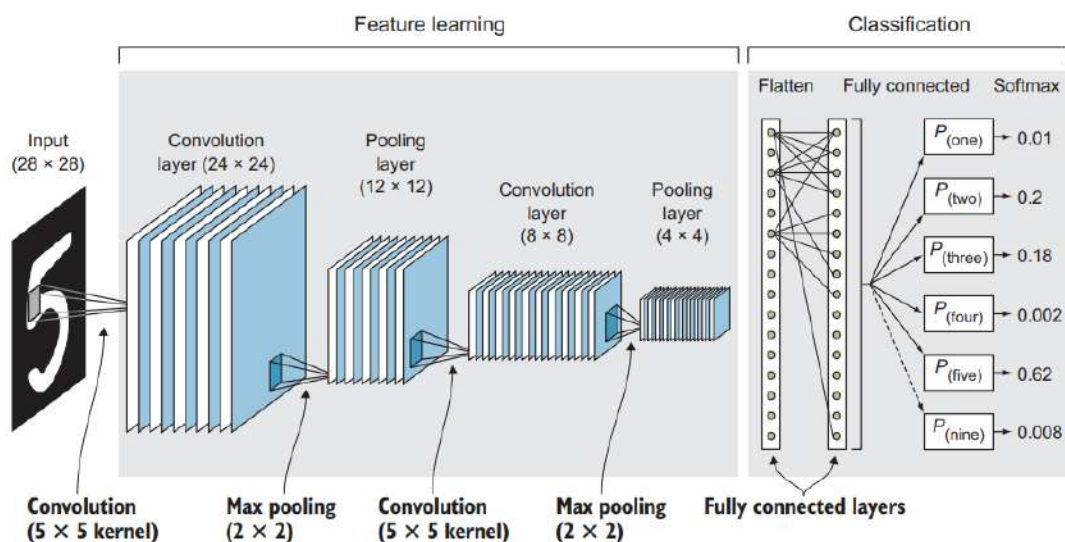 Feature learning
Classification
Input
(28 × 28)
Convolution
layer (24 × 24)
Pooling
layer
(12 × 12)
Convolution
layer
(8 × 8)
Pooling
layer
(4 × 4)
Flatten
Fully connected
Softmax
P(one)
0.01
P(two)
0.2
P(three)
0.18
P(four)
0.002
P(five)
0.62
P(nine)
0.008
Convolution
(5 × 5 kernel)
Max pooling
(2 × 2)
Convolution
(5 × 5 kernel)
Max pooling
(2 × 2)
Fully connected layers